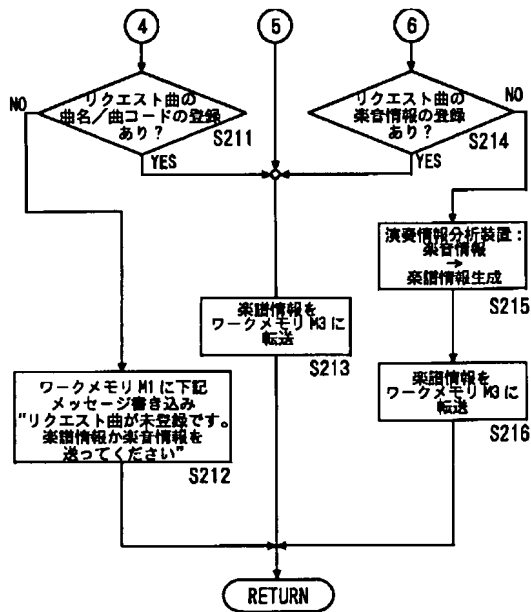 4
5
6
リクエスト曲の
曲名/曲コードの登録
あり?
NO
YES
S211
リクエスト曲の
楽音情報の登録
あり?
NO
YES
S214
演奏情報分析装置:
楽音情報
→
楽譜情報生成
S215
楽譜情報を
ワークメモリM3に
転送
S213
ワークメモリM1に下記
メッセージ書き込み
"リクエスト曲が未登録です。
楽譜情報か楽音情報を
送ってください"
S212
楽譜情報を
ワークメモリM3に
転送
S216
RETURN